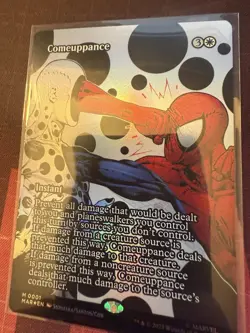 Comeuppance
3
Instant
Prevent all damage that would be dealt
to you and planeswalkers you control
this turn by sources you don't control.
If damage from a creature source is
prevented this way, Comeuppance deals
that much damage to that creature.
If damage from a noncreature source
is prevented this way, Comeuppance
deals that much damage to the source's
controller.
M 0001
MAR • EN